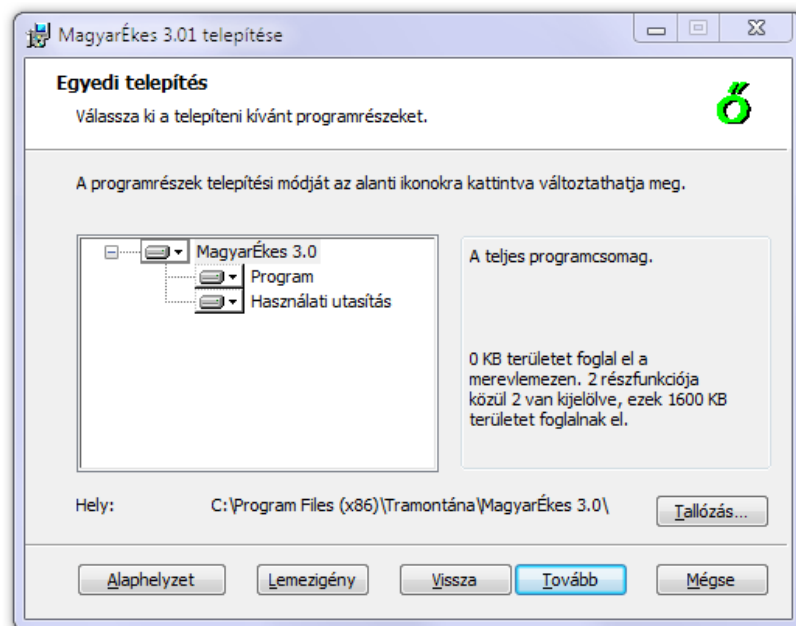 MagyarÉkes 3.01 telepítése
Egyedi telepítés
Válassza ki a telepíteni kívánt programrészeket.
Ő
A programrészek telepítési módját az alanti ikonokra kattintva változtathatja meg.
MagyarÉkes 3.0
Program
Használati utasítás
A teljes programcsomag.
0 KB területet foglal el a
merevlemezen. 2 részfunkciója
közül 2 van kijelölve, ezek 1600 KB
területet foglalnak el.
Hely: C:\Program Files (x86)\Tramontána\MagyarÉkes 3.0\
Tallózás...
Alaphelyzet Lemezigény Vissza Tovább Mégse